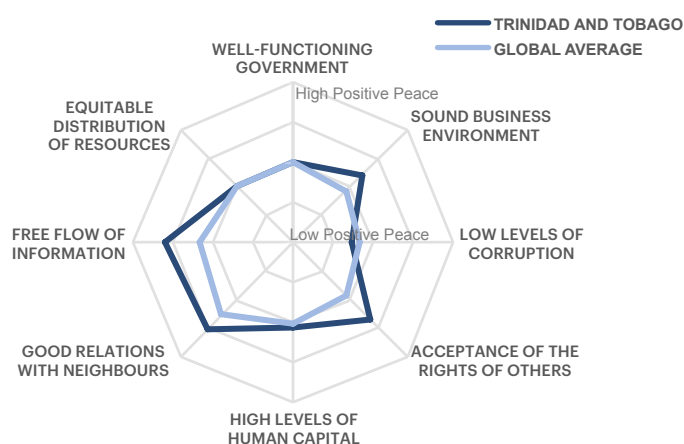 TRINIDAD AND TOBAGO
GLOBAL AVERAGE
WELL-FUNCTIONING
GOVERNMENT
High Positive Peace
SOUND BUSINESS
ENVIRONMENT
EQUITABLE
DISTRIBUTION
OF RESOURCES
FREE FLOW OF
INFORMATION
Low Positive Peace
LOW LEVELS OF
CORRUPTION
GOOD RELATIONS
WITH NEIGHBOURS
ACCEPTANCE OF THE
RIGHTS OF OTHERS
HIGH LEVELS OF
HUMAN CAPITAL